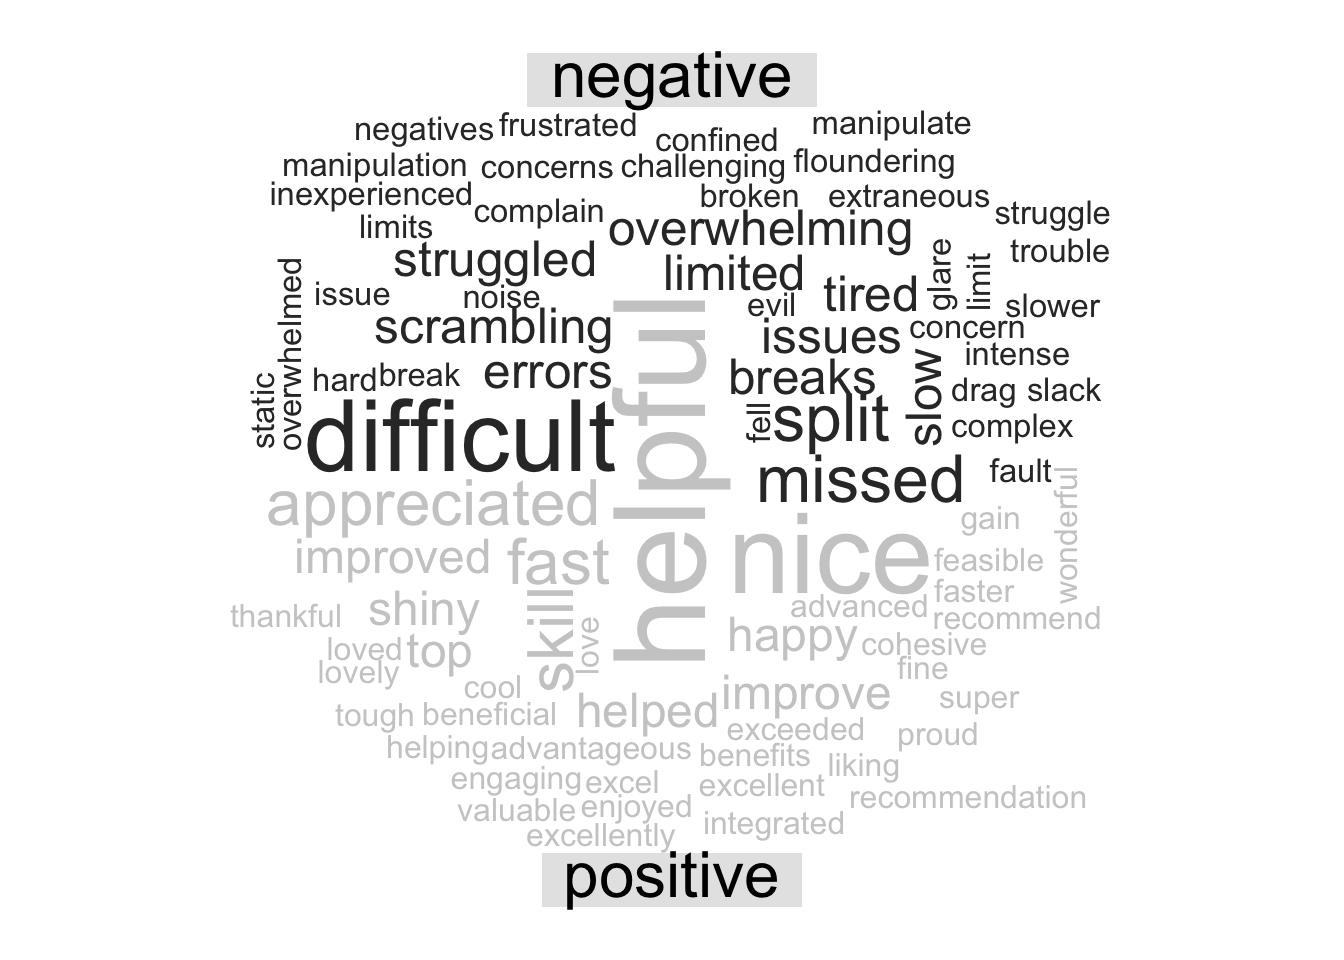 negative
negatives frustrated confined manipulate
manipulation concerns challenging floundering
inexperienced complain broken extraneous struggle
limits overwhelming trouble
struggled limited glare limit
overwhelmed issue noise evil tired slower
scrambling issues concern
static hard break errors breaks slow intense
drag slack
difficult helpful fell split complex
missed fault
appreciated nice gain wonderful
improved fast feasible
thankful shiny skill love advanced faster
recommend
loved top happy cohesive
lovely cool fine
tough beneficial helped improve super
exceeded proud
helping advantageous benefits liking
engaging excel excellent recommendation
valuable enjoyed integrated
excellently
positive